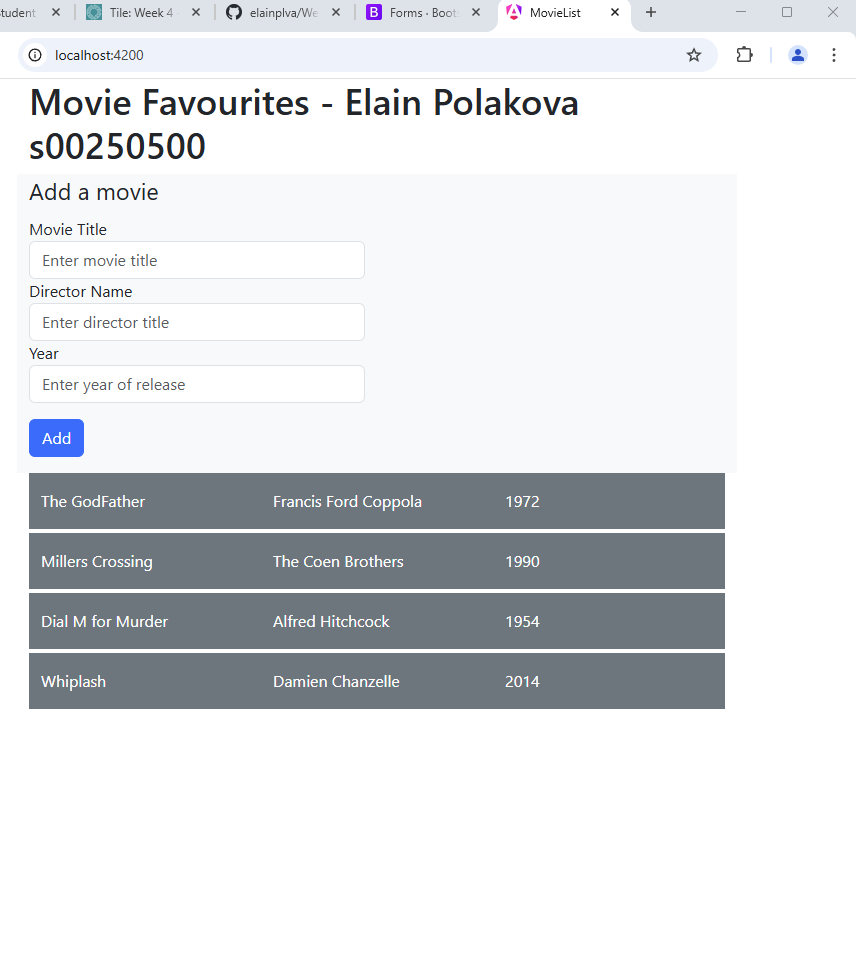 student
Tile: Week 4
elainplva/We
Forms · Boot
MovieList
localhost:4200
Movie Favourites - Elain Polakova
s00250500
Add a movie
Movie Title
Enter movie title
Director Name
Enter director title
Year
Enter year of release
Add
The GodFather Francis Ford Coppola 1972
Millers Crossing The Coen Brothers 1990
Dial M for Murder Alfred Hitchcock 1954
Whiplash Damien Chanzelle 2014